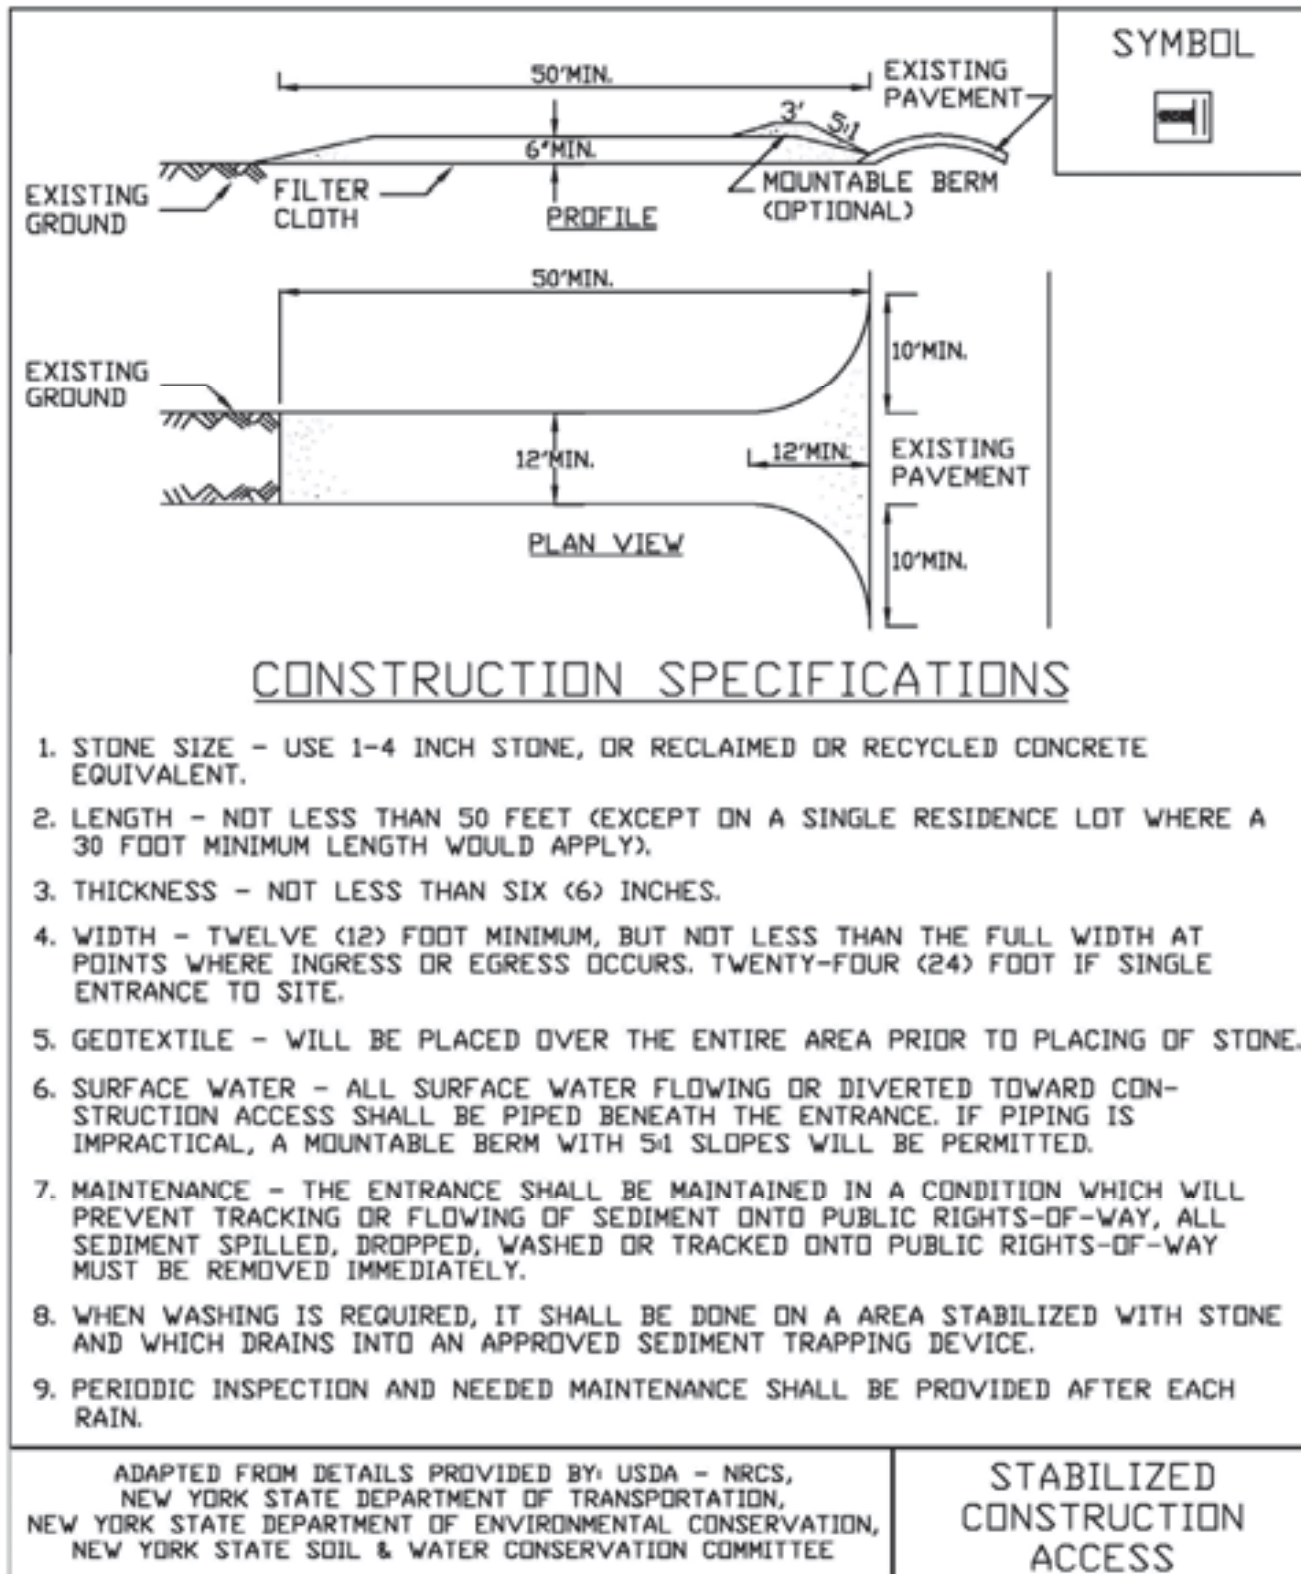 SYMBOL
50'MIN.
EXISTING
PAVEMENT
3'
5:1
6"MIN.
EXISTING
GROUND
FILTER
CLOTH
PROFILE
MOUNTABLE BERM
(OPTIONAL)
50'MIN.
10'MIN.
EXISTING
GROUND
12'MIN.
12'MIN.
EXISTING
PAVEMENT
PLAN VIEW
10'MIN.
CONSTRUCTION SPECIFICATIONS
1. STONE SIZE - USE 1-4 INCH STONE, OR RECLAIMED OR RECYCLED CONCRETE
EQUIVALENT.
2. LENGTH - NOT LESS THAN 50 FEET (EXCEPT ON A SINGLE RESIDENCE LOT WHERE A
30 FOOT MINIMUM LENGTH WOULD APPLY).
3. THICKNESS - NOT LESS THAN SIX (6) INCHES.
4. WIDTH - TWELVE (12) FOOT MINIMUM, BUT NOT LESS THAN THE FULL WIDTH AT
POINTS WHERE INGRESS OR EGRESS OCCURS. TWENTY-FOUR (24) FOOT IF SINGLE
ENTRANCE TO SITE.
5. GEOTEXTILE - WILL BE PLACED OVER THE ENTIRE AREA PRIOR TO PLACING OF STONE.
6. SURFACE WATER - ALL SURFACE WATER FLOWING OR DIVERTED TOWARD CON-
STRUCTION ACCESS SHALL BE PIPED BENEATH THE ENTRANCE. IF PIPING IS
IMPRACTICAL, A MOUNTABLE BERM WITH 5:1 SLOPES WILL BE PERMITTED.
7. MAINTENANCE - THE ENTRANCE SHALL BE MAINTAINED IN A CONDITION WHICH WILL
PREVENT TRACKING OR FLOWING OF SEDIMENT ONTO PUBLIC RIGHTS-OF-WAY, ALL
SEDIMENT SPILLED, DROPPED, WASHED OR TRACKED ONTO PUBLIC RIGHTS-OF-WAY
MUST BE REMOVED IMMEDIATELY.
8. WHEN WASHING IS REQUIRED, IT SHALL BE DONE ON A AREA STABILIZED WITH STONE
AND WHICH DRAINS INTO AN APPROVED SEDIMENT TRAPPING DEVICE.
9. PERIODIC INSPECTION AND NEEDED MAINTENANCE SHALL BE PROVIDED AFTER EACH
RAIN.
ADAPTED FROM DETAILS PROVIDED BY: USDA - NRCS,
NEW YORK STATE DEPARTMENT OF TRANSPORTATION,
NEW YORK STATE DEPARTMENT OF ENVIRONMENTAL CONSERVATION,
NEW YORK STATE SOIL & WATER CONSERVATION COMMITTEE
STABILIZED
CONSTRUCTION
ACCESS